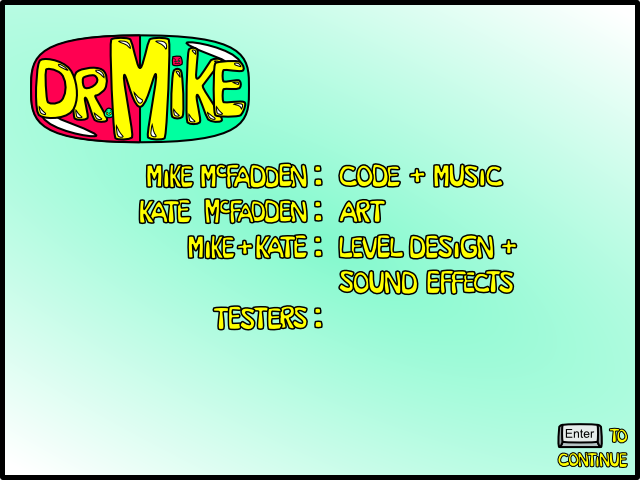 DR. MIKE
MIKE McFADDEN: CODE + MUSIC
KATE McFADDEN: ART
MIKE+KATE: LEVEL DESIGN +
SOUND EFFECTS
TESTERS:
Enter TO
CONTINUE